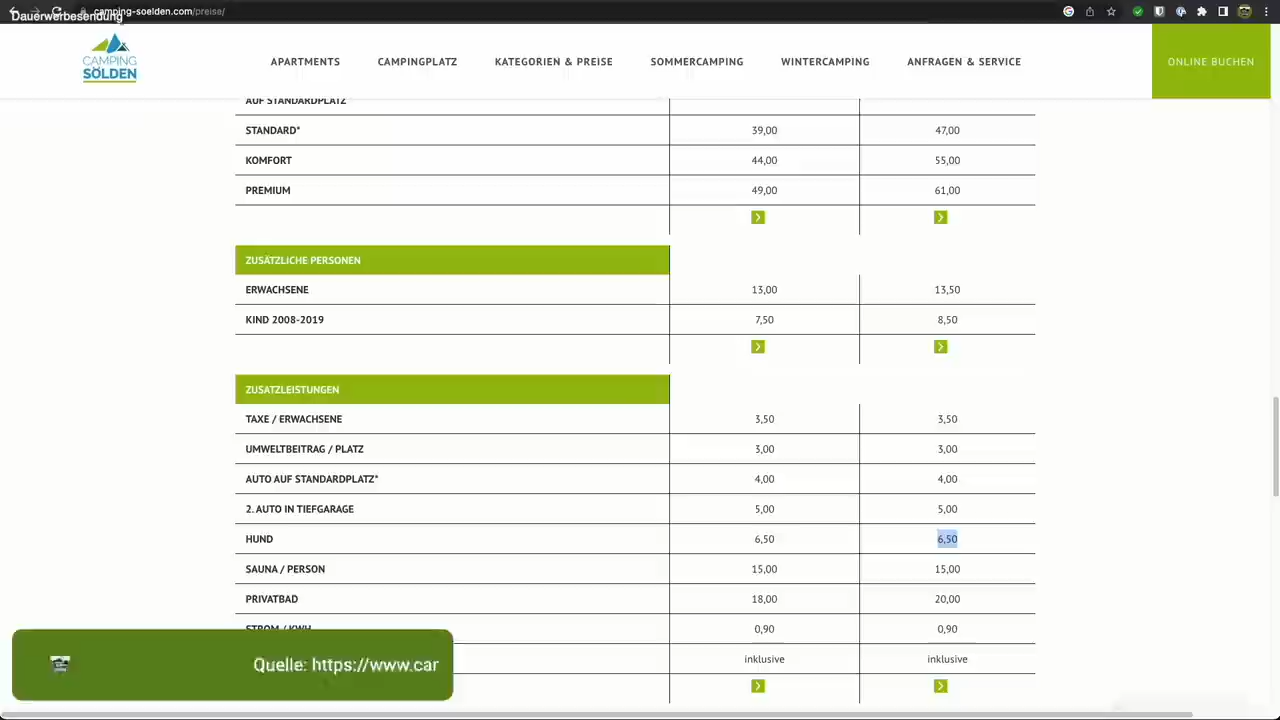 Dauerwerbesendung
camping-soelden.com/preise/
CAMPING
SÖLDEN
APARTMENTS
CAMPINGPLATZ
KATEGORIEN & PREISE
SOMMERCAMPING
WINTERCAMPING
ANFRAGEN & SERVICE
ONLINE BUCHEN
AUF STANDARDPLATZ
STANDARD* 39,00 47,00
KOMFORT 44,00 55,00
PREMIUM 49,00 61,00
ZUSÄTZLICHE PERSONEN
ERWACHSENE 13,00 13,50
KIND 2008-2019 7,50 8,50
ZUSATZLEISTUNGEN
TAXE / ERWACHSENE 3,50 3,50
UMWELTBEITRAG / PLATZ 3,00 3,00
AUTO AUF STANDARDPLATZ* 4,00 4,00
2. AUTO IN TIEFGARAGE 5,00 5,00
HUND 6,50 6,50
SAUNA / PERSON 15,00 15,00
PRIVATBAD 18,00 20,00
STROM / KWH 0,90 0,90
inklusive inklusive
Quelle: https://www.car